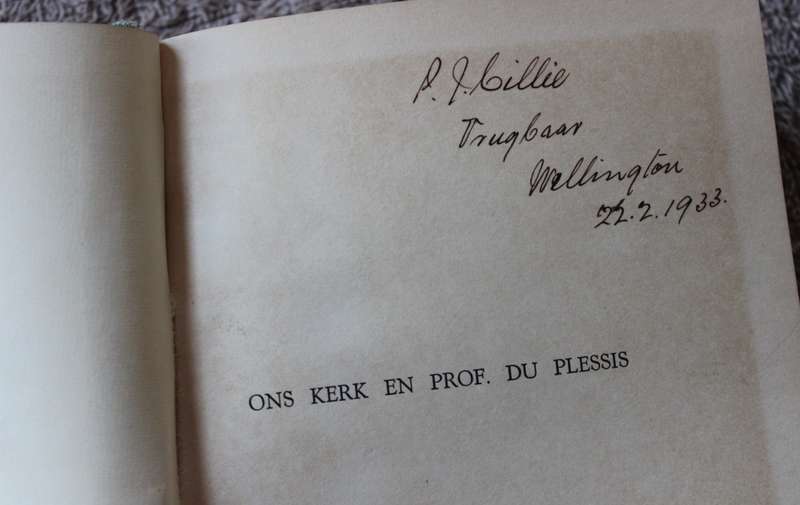 P. J. Cillie
Vrugbaar
Wellington
22.2.1933.
ONS KERK EN PROF. DU PLESSIS